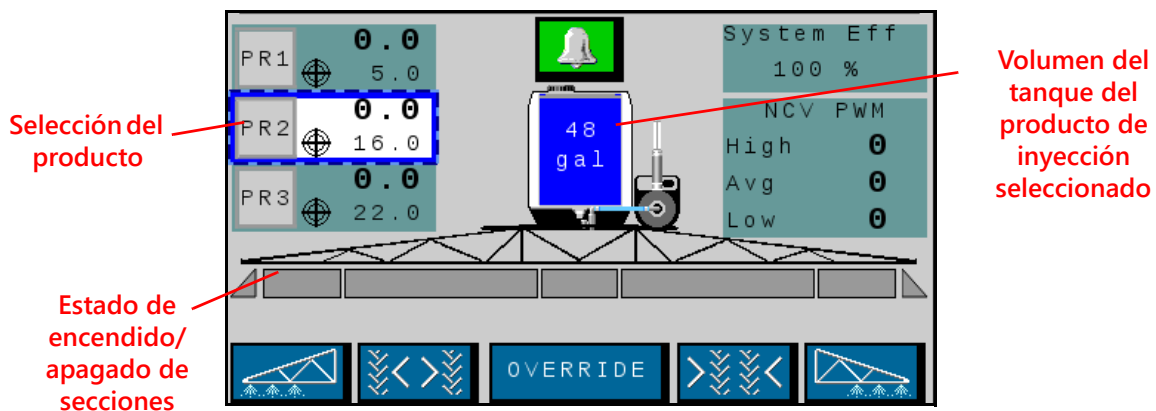 PR1
0.0
5.0
PR2
0.0
16.0
PR3
0.0
22.0
48
gal
System Eff
100 %
NCV PWM
High 0
Avg 0
Low 0
OVERRIDE
Selección del
producto
Estado de
encendido/
apagado de
secciones
Volumen del
tanque del
producto de
inyección
seleccionado